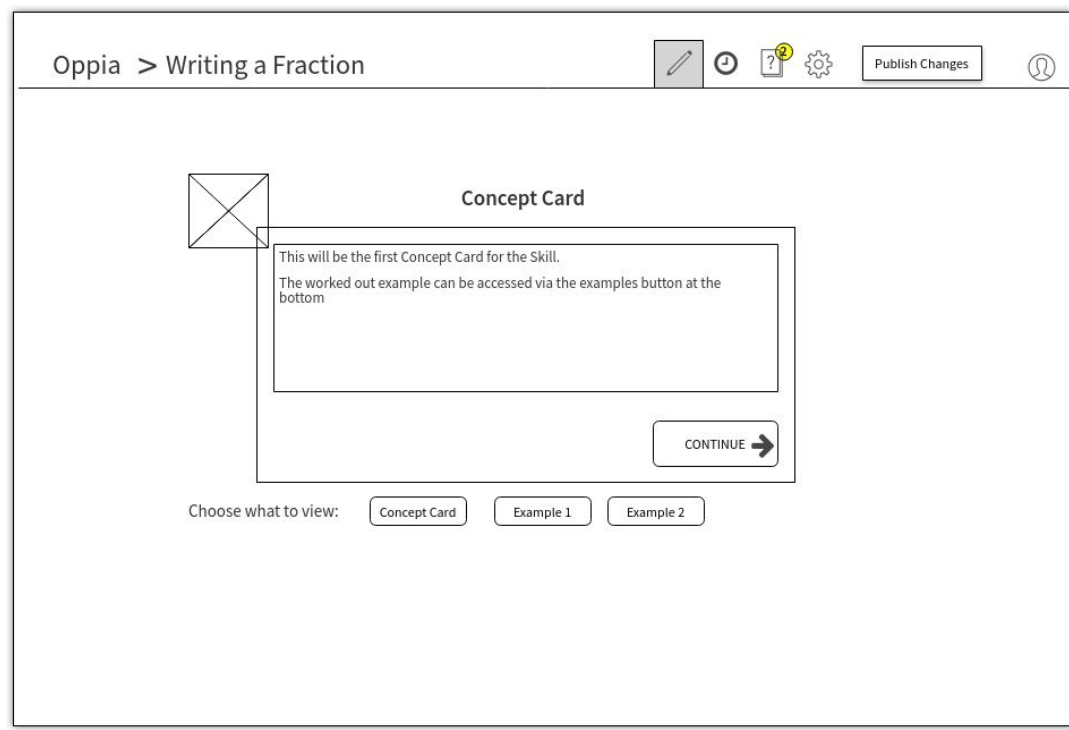 Oppia > Writing a Fraction
? 2
Publish Changes
Concept Card
This will be the first Concept Card for the Skill.
The worked out example can be accessed via the examples button at the
bottom
CONTINUE
Choose what to view: Concept Card Example 1 Example 2